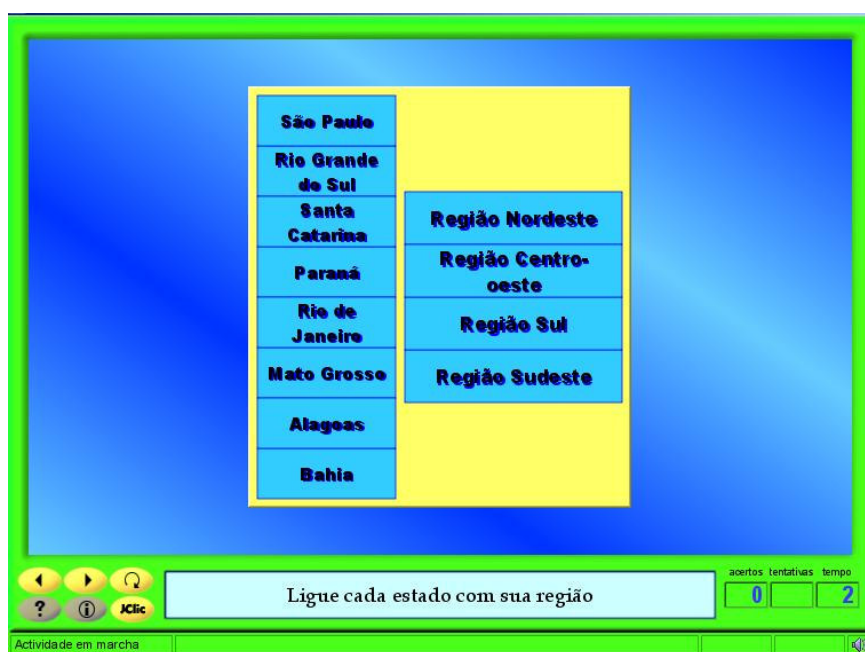 São Paulo
Rio Grande
do Sul
Santa
Catarina
Paraná
Rio de
Janeiro
Mato Grosso
Alagoas
Bahia
Região Nordeste
Região Centro-
oeste
Região Sul
Região Sudeste
? i JClic
Ligue cada estado com sua região
acertos tentativas tempo
0 2
Actividade em marcha